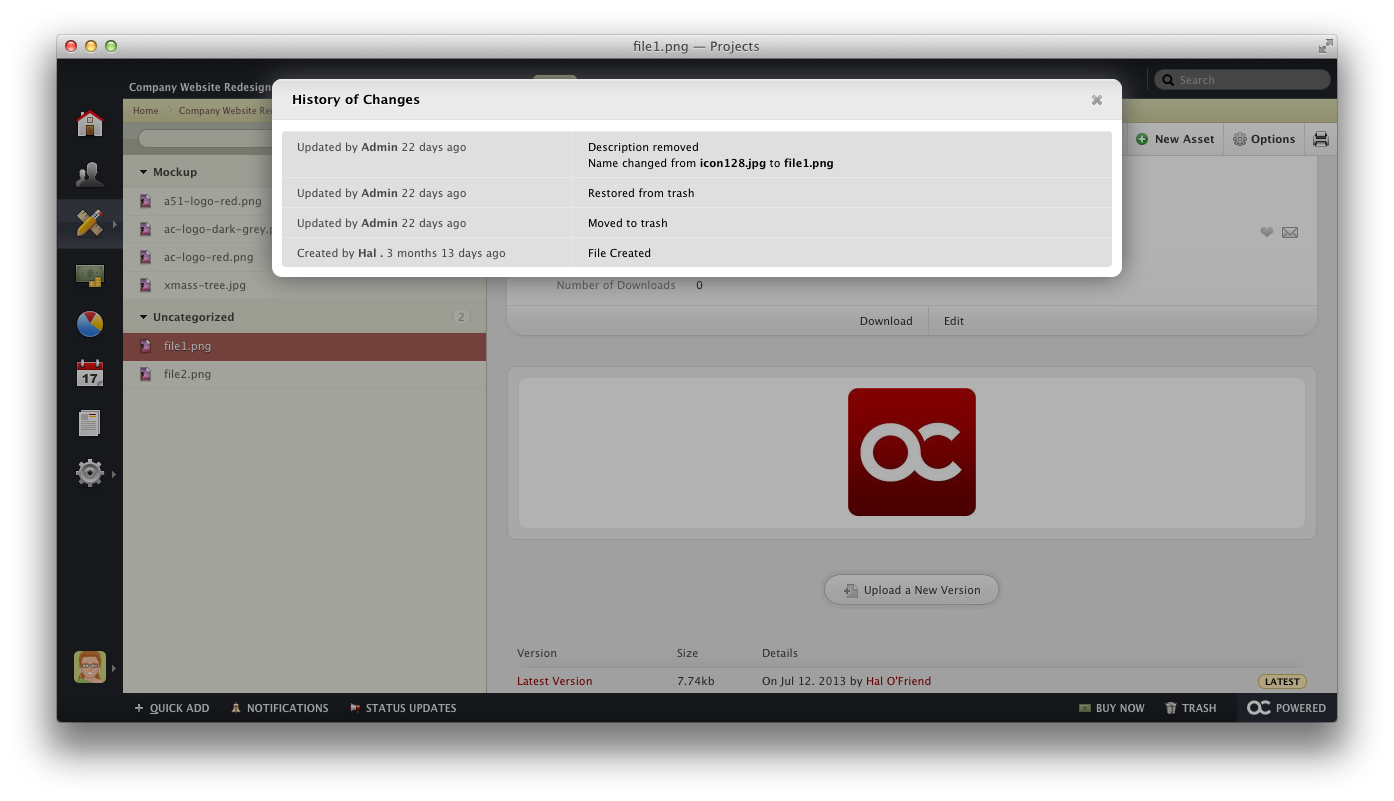 file1.png — Projects
Company Website Redesign
Search
History of Changes
Home
Company Website Re
New Asset
Options
Updated by Admin 22 days ago
Description removed
Name changed from icon128.jpg to file1.png
Updated by Admin 22 days ago
Restored from trash
Updated by Admin 22 days ago
Moved to trash
Created by Hal . 3 months 13 days ago
File Created
Mockup
a51-logo-red.png
ac-logo-dark-grey.p
ac-logo-red.png
xmass-tree.jpg
Uncategorized
2
file1.png
file2.png
17
Number of Downloads 0
Download
Edit
Upload a New Version
Version Size Details
Latest Version 7.74kb On Jul 12. 2013 by Hal O'Friend LATEST
QUICK ADD
NOTIFICATIONS
STATUS UPDATES
BUY NOW
TRASH
POWERED